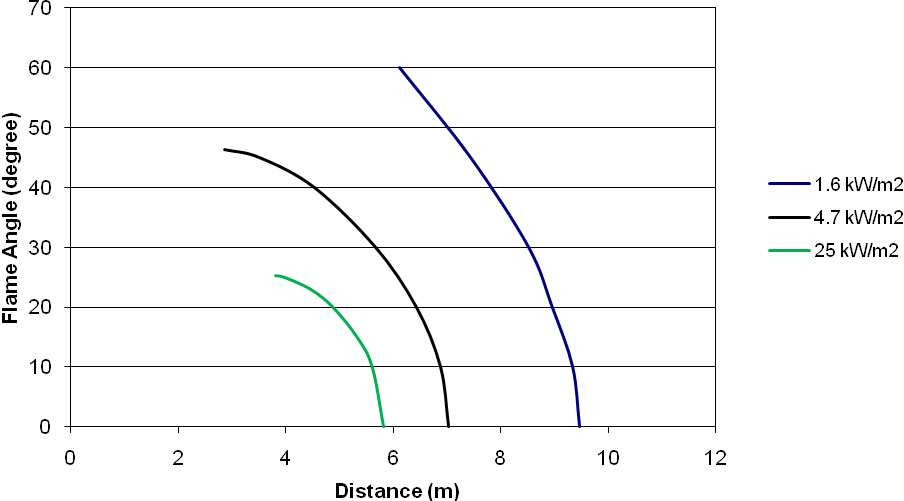 70
60
50
40
30
20
10
0
Flame Angle (degree)
0 2 4 6 8 10 12
Distance (m)
1.6 kW/m2
4.7 kW/m2
25 kW/m2